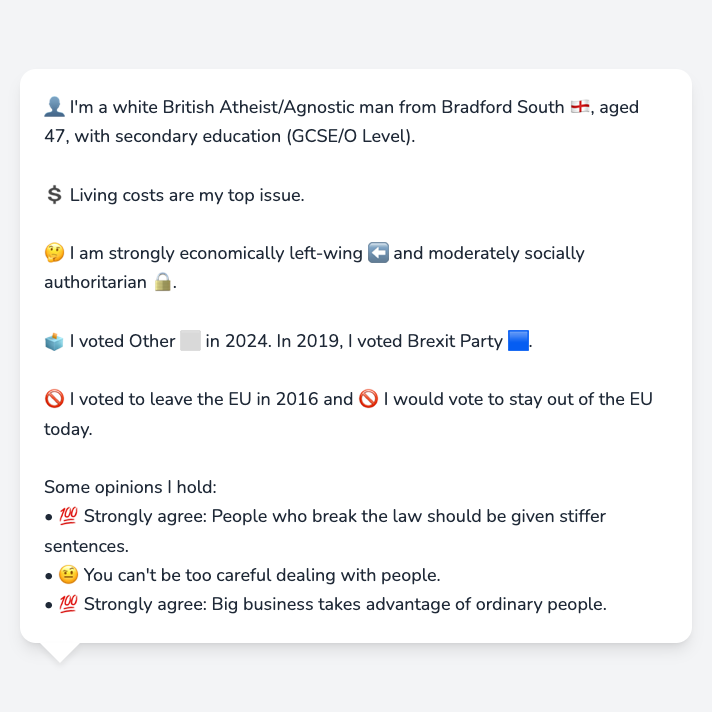 👤 I'm a white British Atheist/Agnostic man from Bradford South 🏴󠁧󠁢󠁥󠁮󠁧󠁿, aged
47, with secondary education (GCSE/O Level).
💲 Living costs are my top issue.
🤔 I am strongly economically left-wing ⬅️ and moderately socially
authoritarian 🔒.
🗳️ I voted Other ⬜ in 2024. In 2019, I voted Brexit Party 🟦.
🚫 I voted to leave the EU in 2016 and 🚫 I would vote to stay out of the EU
today.
Some opinions I hold:
• 💯 Strongly agree: People who break the law should be given stiffer
sentences.
• 🤨 You can't be too careful dealing with people.
• 💯 Strongly agree: Big business takes advantage of ordinary people.